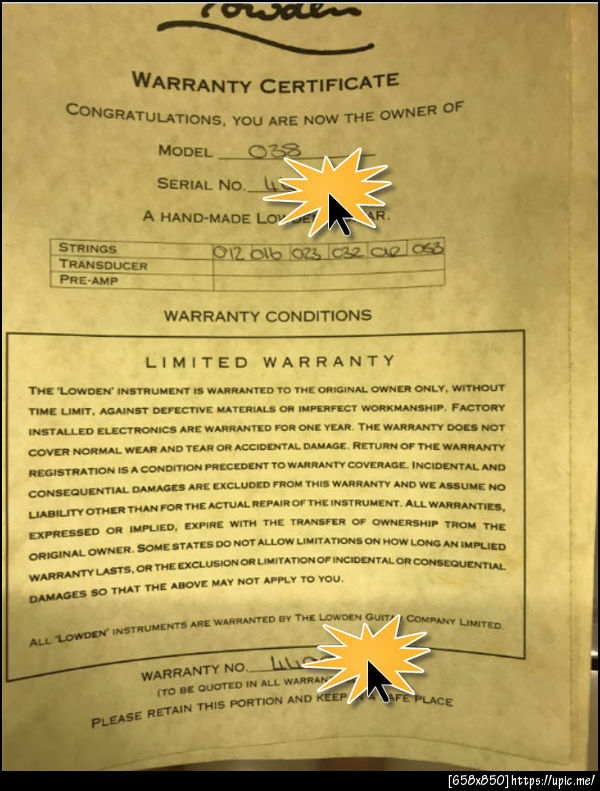 Lowden
WARRANTY CERTIFICATE
CONGRATULATIONS, YOU ARE NOW THE OWNER OF
MODEL 038
SERIAL NO.
A HAND-MADE
STRINGS 012 016 023 032 042 053
TRANSDUCER
PRE-AMP
WARRANTY CONDITIONS
LIMITED WARRANTY
THE 'LOWDEN' INSTRUMENT IS WARRANTED TO THE ORIGINAL OWNER ONLY, WITHOUT
TIME LIMIT, AGAINST DEFECTIVE MATERIALS OR IMPERFECT WORKMANSHIP. FACTORY
INSTALLED ELECTRONICS ARE WARRANTED FOR ONE YEAR. THE WARRANTY DOES NOT
COVER NORMAL WEAR AND TEAR OR ACCIDENTAL DAMAGE. RETURN OF THE WARRANTY
REGISTRATION IS A CONDITION PRECEDENT TO WARRANTY COVERAGE. INCIDENTAL AND
CONSEQUENTIAL DAMAGES ARE EXCLUDED FROM THIS WARRANTY AND WE ASSUME NO
LIABILITY OTHER THAN FOR THE ACTUAL REPAIR OF THE INSTRUMENT. ALL WARRANTIES,
EXPRESSED OR IMPLIED, EXPIRE WITH THE TRANSFER OF OWNERSHIP TROM THE
ORIGINAL OWNER. SOME STATES DO NOT ALLOW LIMITATIONS ON HOW LONG AN IMPLIED
WARRANTY LASTS, OR THE EXCLUSION OR LIMITATION OF INCIDENTAL OR CONSEQUENTIAL
DAMAGES SO THAT THE ABOVE MAY NOT APPLY TO YOU.
ALL 'LOWDEN' INSTRUMENTS ARE WARRANTED BY THE LOWDEN GUITAR COMPANY LIMITED.
WARRANTY NO.
(TO BE QUOTED IN ALL
PLEASE RETAIN THIS PORTION AND KEEP SAFE PLACE
[658x850]https://upic.me/